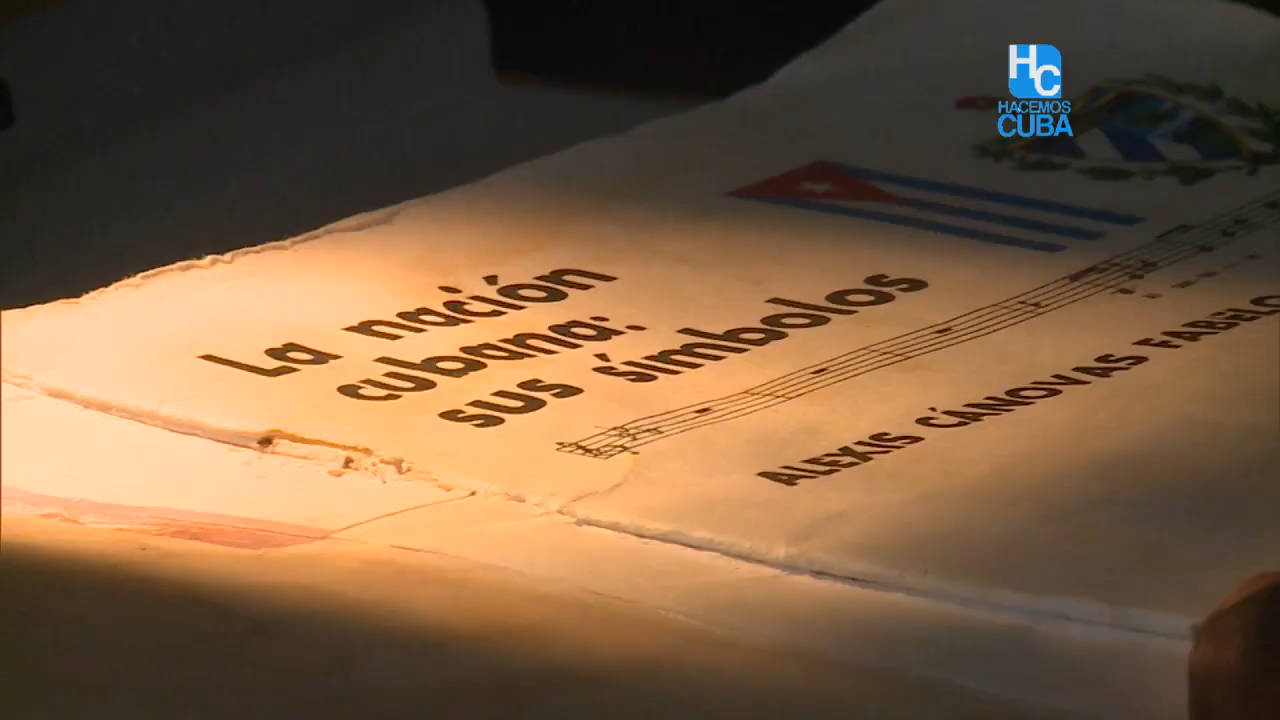 HC
HACEMOS
CUBA
La nación
cubana:
sus símbolos
ALEXIS CÁNOVAS FABELO